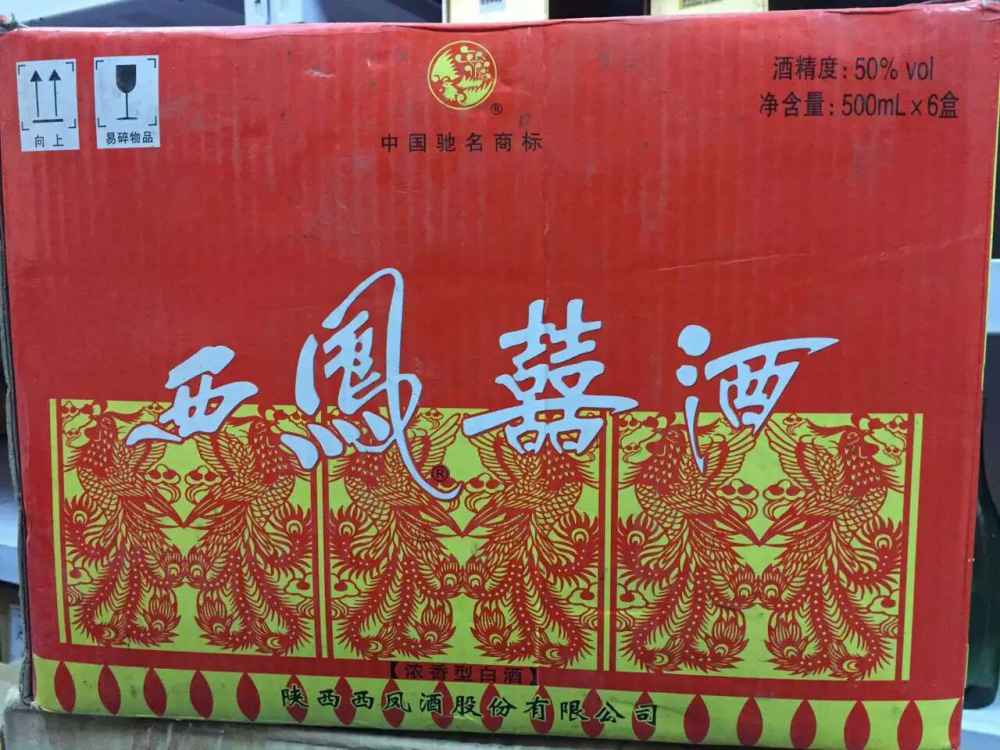 向上
易碎物品
®
中国驰名商标
酒精度：50% vol
净含量：500mL×6盒
西鳳囍酒
®
【浓香型白酒】
陕西西凤酒股份有限公司